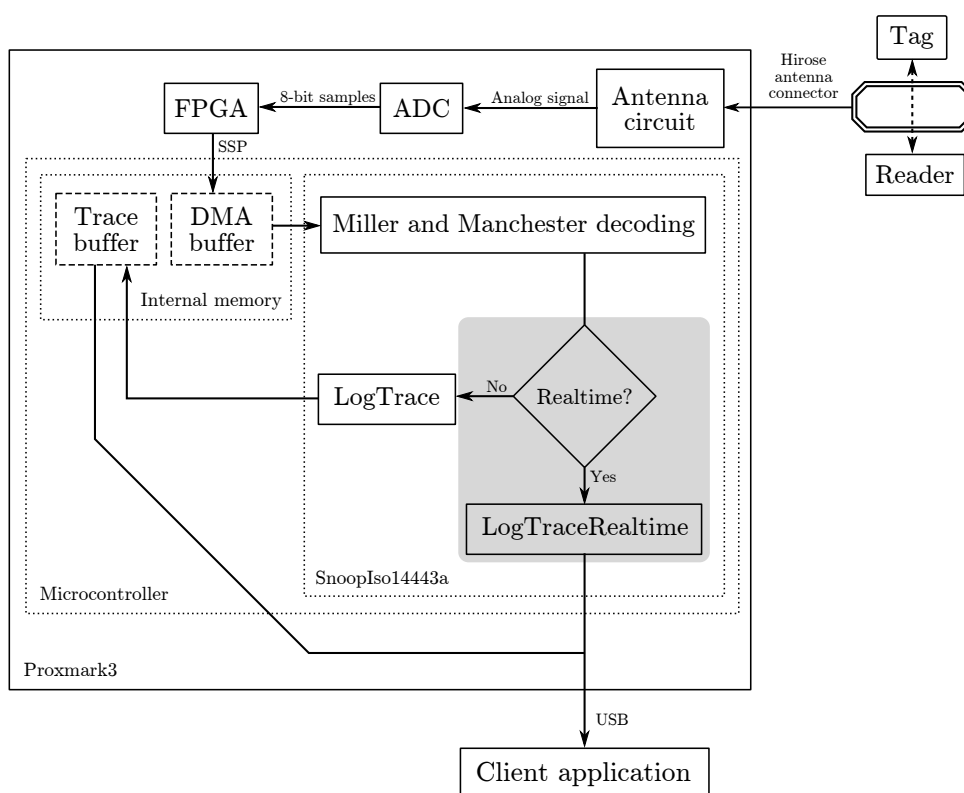 Tag
Hirose
antenna
connector
Reader
Antenna
circuit
Analog signal
ADC
8-bit samples
FPGA
SSP
Trace
buffer
DMA
buffer
Internal memory
Miller and Manchester decoding
Realtime?
No
LogTrace
Yes
LogTraceRealtime
SnoopIso14443a
Microcontroller
Proxmark3
USB
Client application